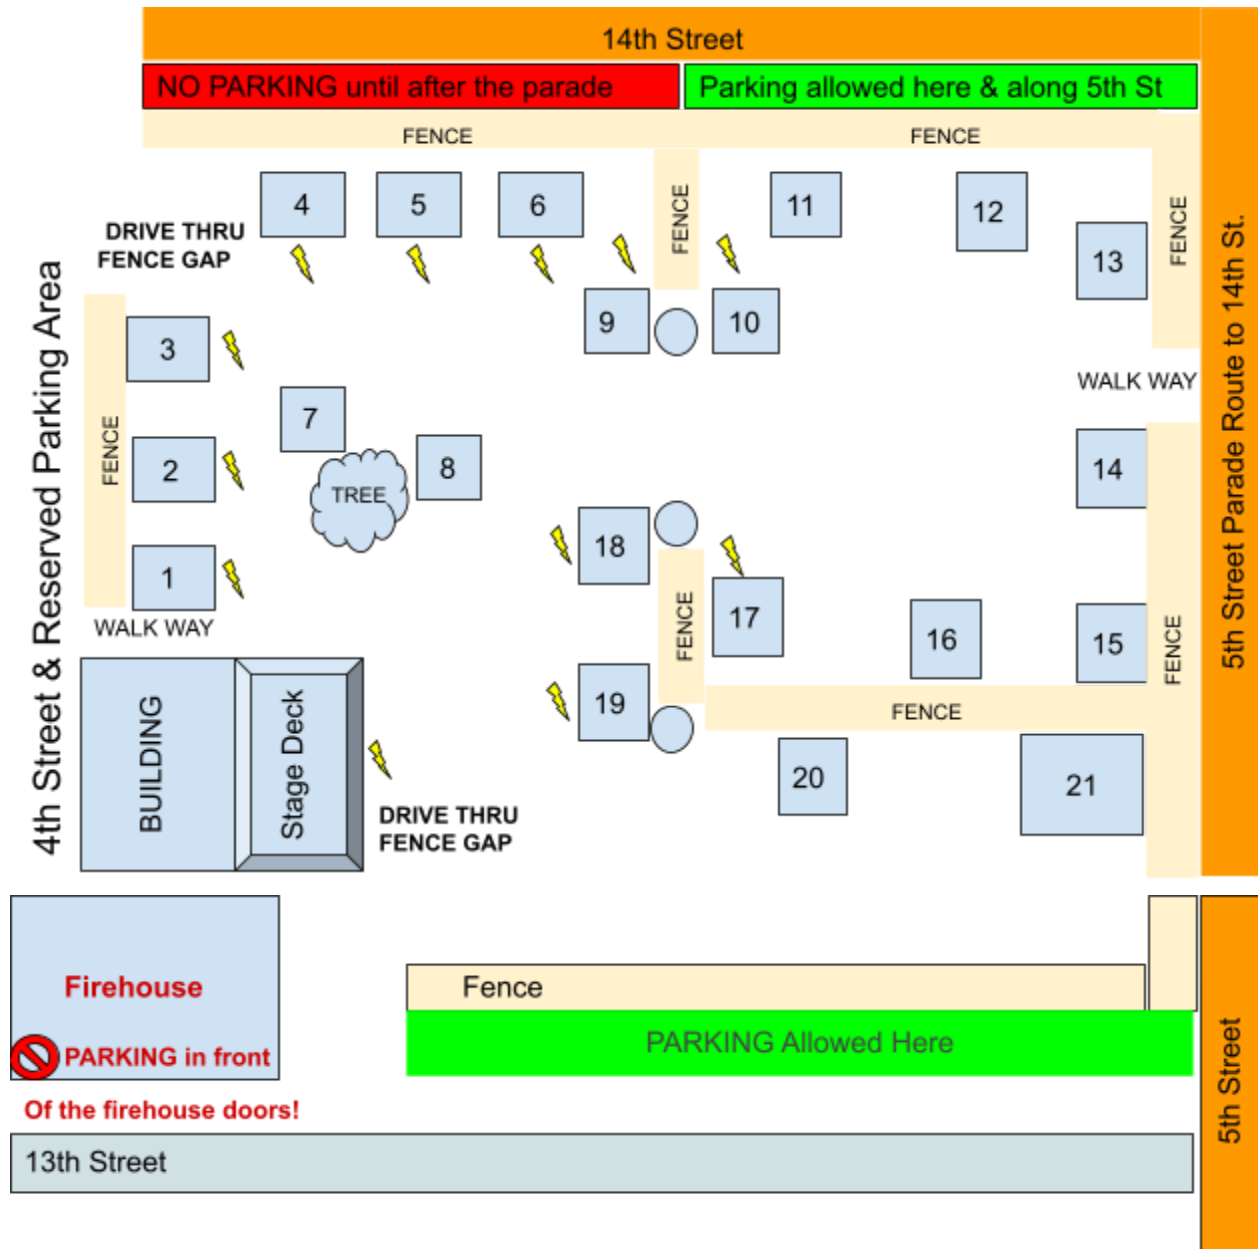 14th Street
NO PARKING until after the parade
Parking allowed here & along 5th St
FENCE
FENCE
4
5
6
FENCE
11
12
13
FENCE
DRIVE THRU
FENCE GAP
3
9
10
WALK WAY
4th Street & Reserved Parking Area
FENCE
7
2
TREE
8
14
5th Street Parade Route to 14th St.
1
18
WALK WAY
FENCE
17
16
15
FENCE
BUILDING
Stage Deck
19
FENCE
DRIVE THRU
FENCE GAP
20
21
Firehouse
PARKING in front
Of the firehouse doors!
Fence
PARKING Allowed Here
5th Street
13th Street